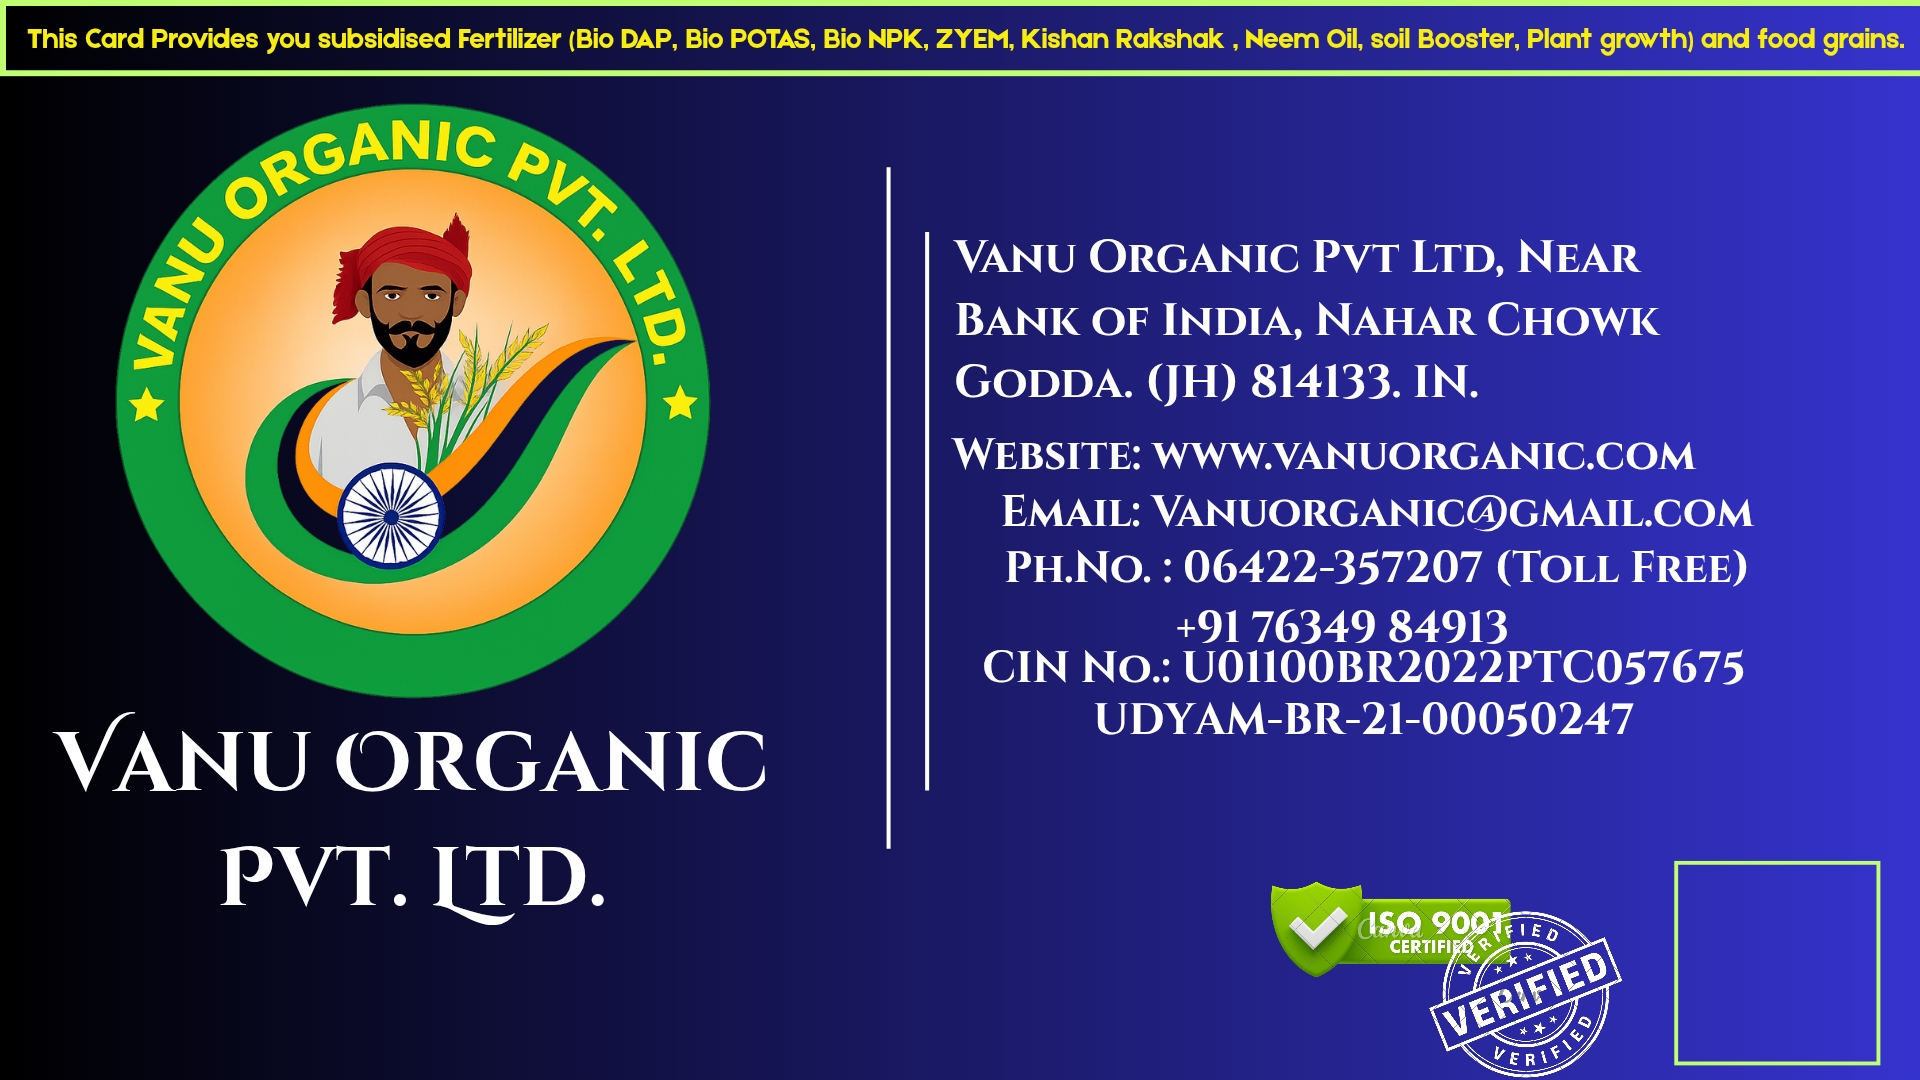 This Card Provides you subsidised Fertilizer (Bio DAP, Bio POTAS, Bio NPK, ZYEM, Kishan Rakshak , Neem Oil, soil Booster, Plant growth) and food grains.
VANU ORGANIC PVT. LTD.
Vanu Organic
Pvt. Ltd.
Vanu Organic Pvt Ltd, Near
Bank of India, Nahar Chowk
Godda. (JH) 814133. IN.
Website: www.vanuorganic.com
Email: Vanuorganic@gmail.com
Ph.No. : 06422-357207 (Toll Free)
+91 76349 84913
CIN No.: U01100BR2022PTC057675
UDYAM-BR-21-00050247
ISO 9001
CERTIFIED
Canva
VERIFIED
VERIFIED
VERIFIED